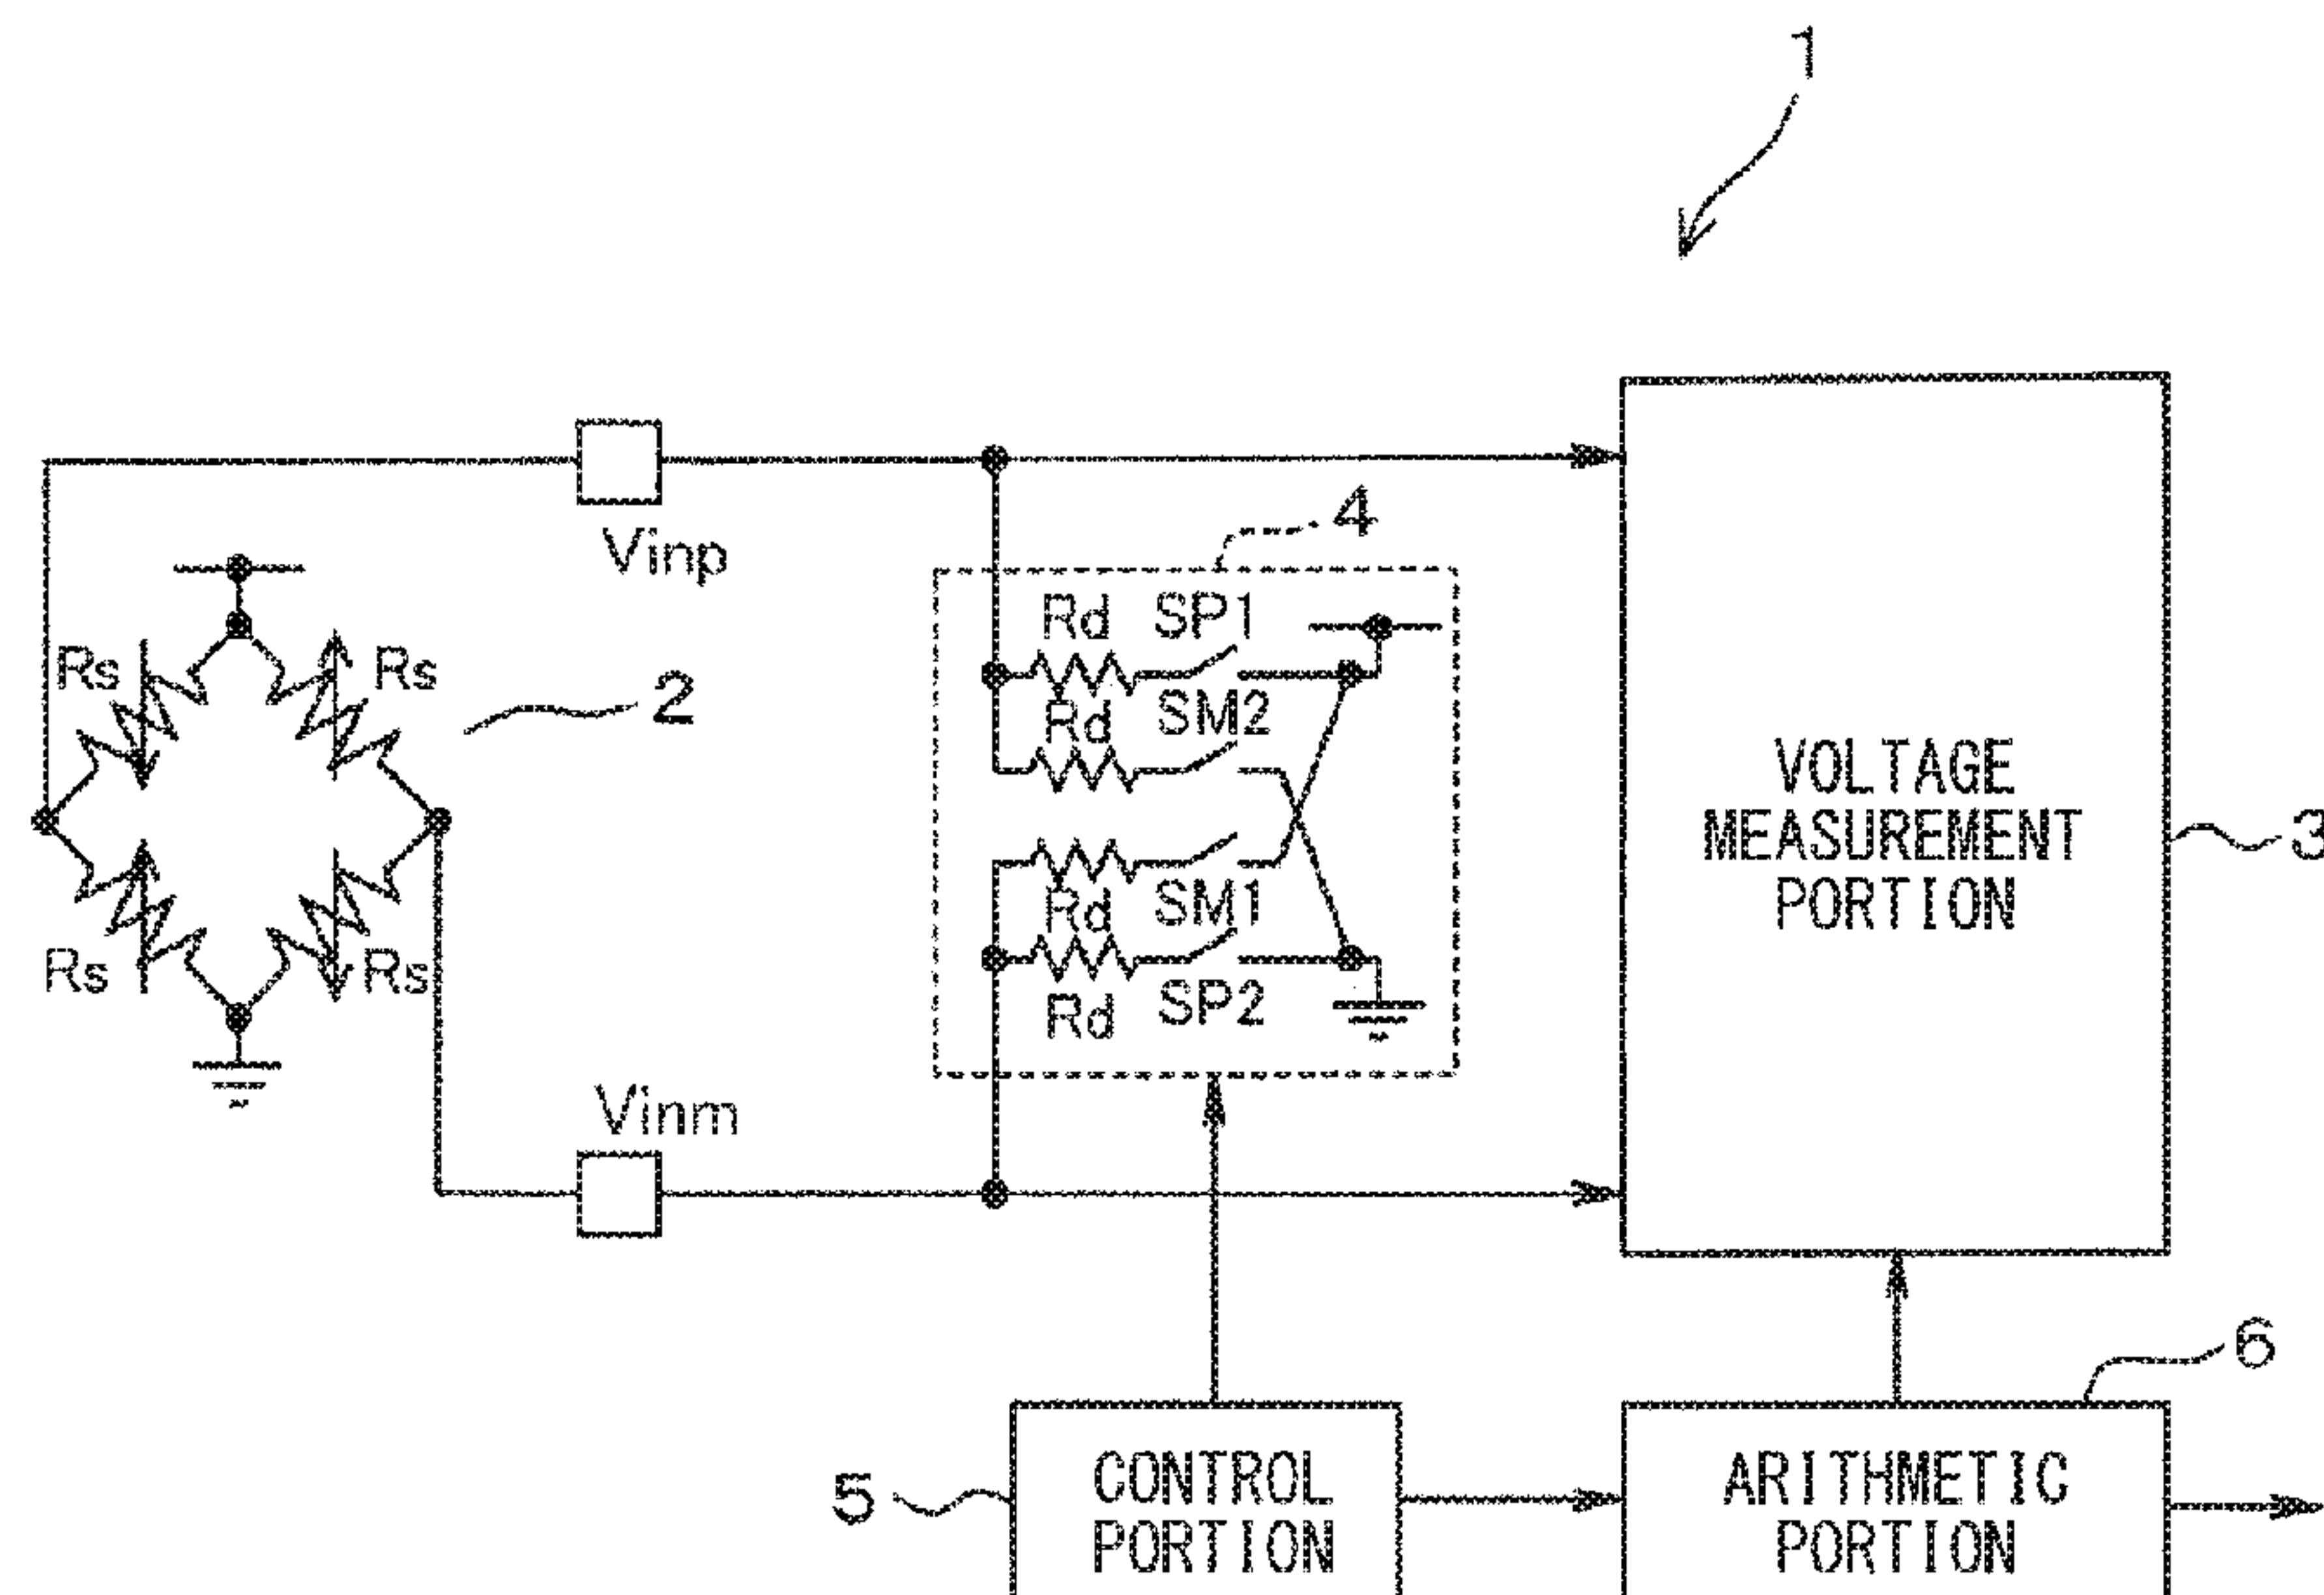 1
Vinp
4
Rd SP1
Rs Rs
2
Rd SM2
VOLTAGE
MEASUREMENT
PORTION
3
Rd SM1
Rs Rs
Rd SP2
Vinm
6
5
CONTROL
PORTION
ARITHMETIC
PORTION